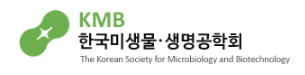 KMB
한국미생물·생명공학회
The Korean Society for Microbiology and Biotechnology